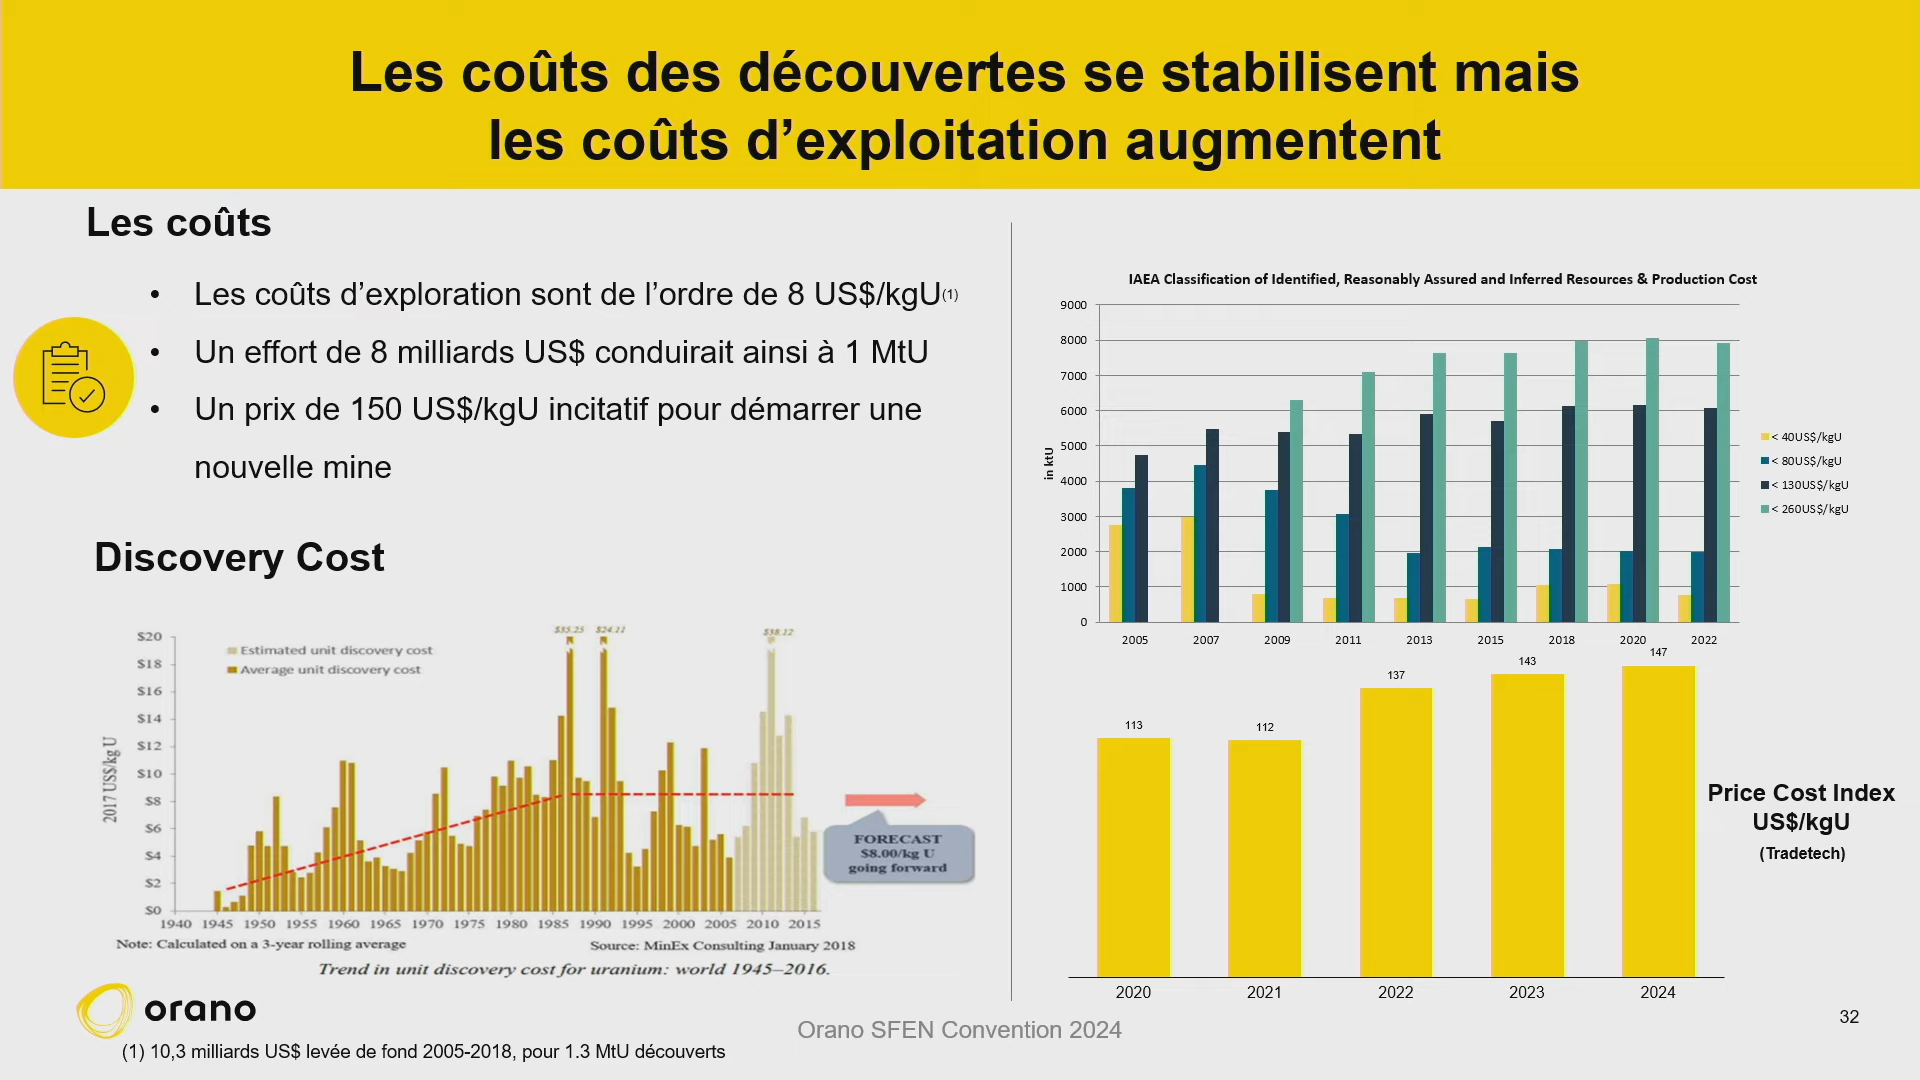 Les coûts des découvertes se stabilisent mais
les coûts d’exploitation augmentent
Les coûts
• Les coûts d’exploration sont de l’ordre de 8 US$/kgU(1)
• Un effort de 8 milliards US$ conduirait ainsi à 1 MtU
• Un prix de 150 US$/kgU incitatif pour démarrer une
nouvelle mine
Discovery Cost
$35.25 $24.11 $38.12
Estimated unit discovery cost
Average unit discovery cost
2017 US$/kg U
$20
$18
$16
$14
$12
$10
$8
$6
$4
$2
$0
1940 1945 1950 1955 1960 1965 1970 1975 1980 1985 1990 1995 2000 2005 2010 2015
FORECAST
$8.00/kg U
going forward
Note: Calculated on a 3-year rolling average
Source: MinEx Consulting January 2018
Trend in unit discovery cost for uranium: world 1945–2016.
IAEA Classification of Identified, Reasonably Assured and Inferred Resources & Production Cost
in ktU
9000
8000
7000
6000
5000
4000
3000
2000
1000
0
2005 2007 2009 2011 2013 2015 2018 2020 2022
< 40US$/kgU
< 80US$/kgU
< 130US$/kgU
< 260US$/kgU
113 112 137 143 147
2020 2021 2022 2023 2024
Price Cost Index
US$/kgU
(Tradetech)
orano
Orano SFEN Convention 2024
32
(1) 10,3 milliards US$ levée de fond 2005-2018, pour 1.3 MtU découverts